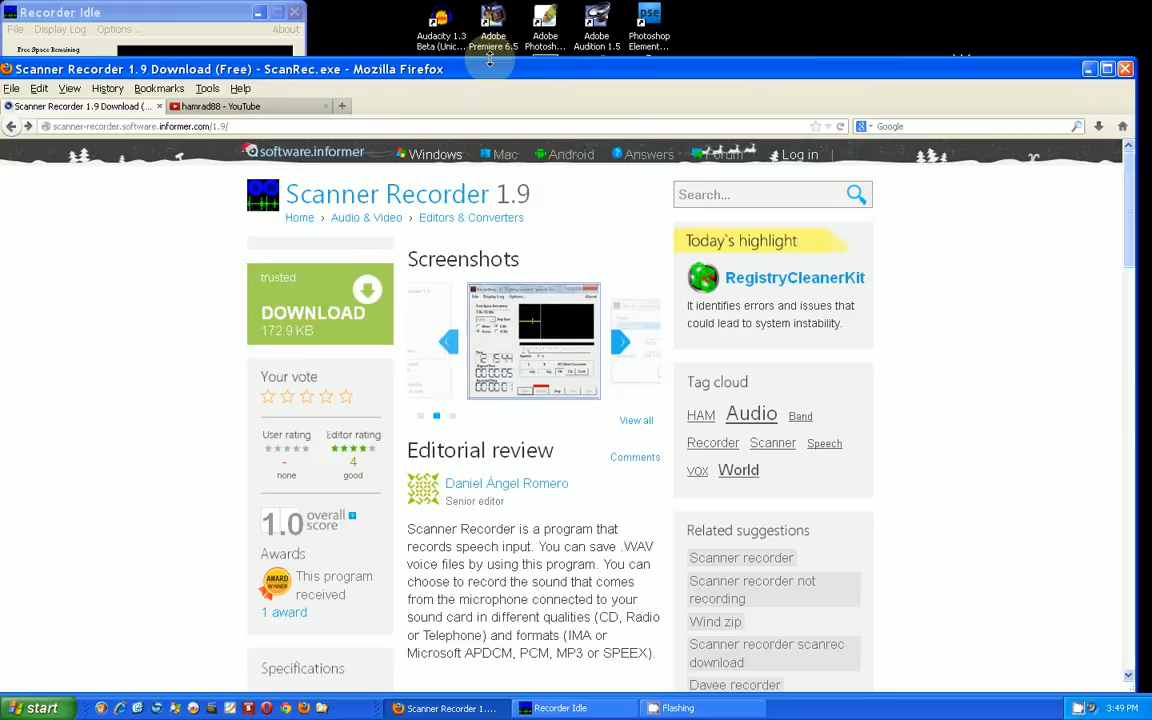 Recorder Idle
File Display Log Options... About
Free Space Remaining
Audacity 1.3 Beta (Unic...
Adobe Premiere 6.5
Adobe Photosh...
Adobe Audition 1.5
Photoshop Element...
Scanner Recorder 1.9 Download (Free) - ScanRec.exe - Mozilla Firefox
File Edit View History Bookmarks Tools Help
Scanner Recorder 1.9 Download (... hamrad88 - YouTube
scanner-recorder.software.informer.com/1.9/ Google
software.informer Windows Mac Android Answers Forum Log in
Scanner Recorder 1.9
Home › Audio & Video › Editors & Converters
Search...
Today`s highlight
RegistryCleanerKit
It identifies errors and issues that
could lead to system instability.
trusted
DOWNLOAD
172.9 KB
Screenshots
View all
Your vote
User rating Editor rating
- 4
none good
1.0 overall score
Awards
AWARD WINNER
This program
received
1 award
Specifications
Editorial review
Comments
Daniel Ángel Romero
Senior editor
Scanner Recorder is a program that
records speech input. You can save .WAV
voice files by using this program. You can
choose to record the sound that comes
from the microphone connected to your
sound card in different qualities (CD, Radio
or Telephone) and formats (IMA or
Microsoft APDCM, PCM, MP3 or SPEEX).
Tag cloud
HAM Audio Band
Recorder Scanner Speech
VOX World
Related suggestions
Scanner recorder
Scanner recorder not
recording
Wind zip
Scanner recorder scanrec
download
Davee recorder
start Scanner Recorder 1.... Recorder Idle Flashing 3:49 PM